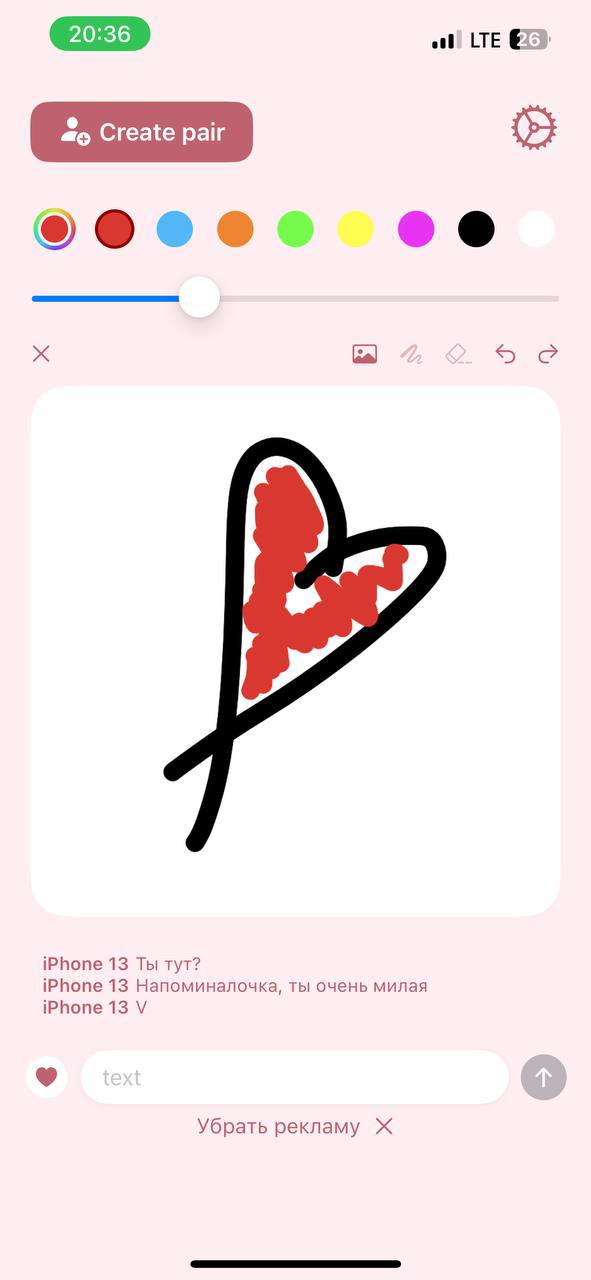 20:36
LTE 26
Create pair
iPhone 13 Ты тут?
iPhone 13 Напоминалочка, ты очень милая
iPhone 13 V
text
Убрать рекламу